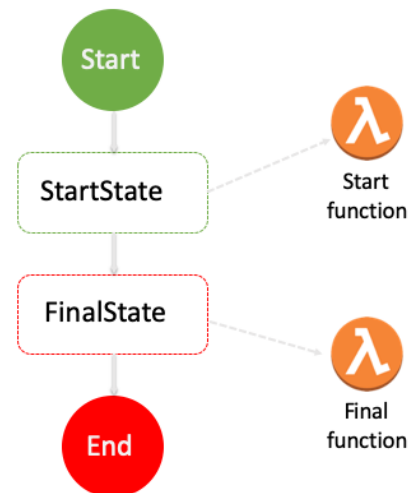 Start
StartState
Start
function
FinalState
Final
function
End